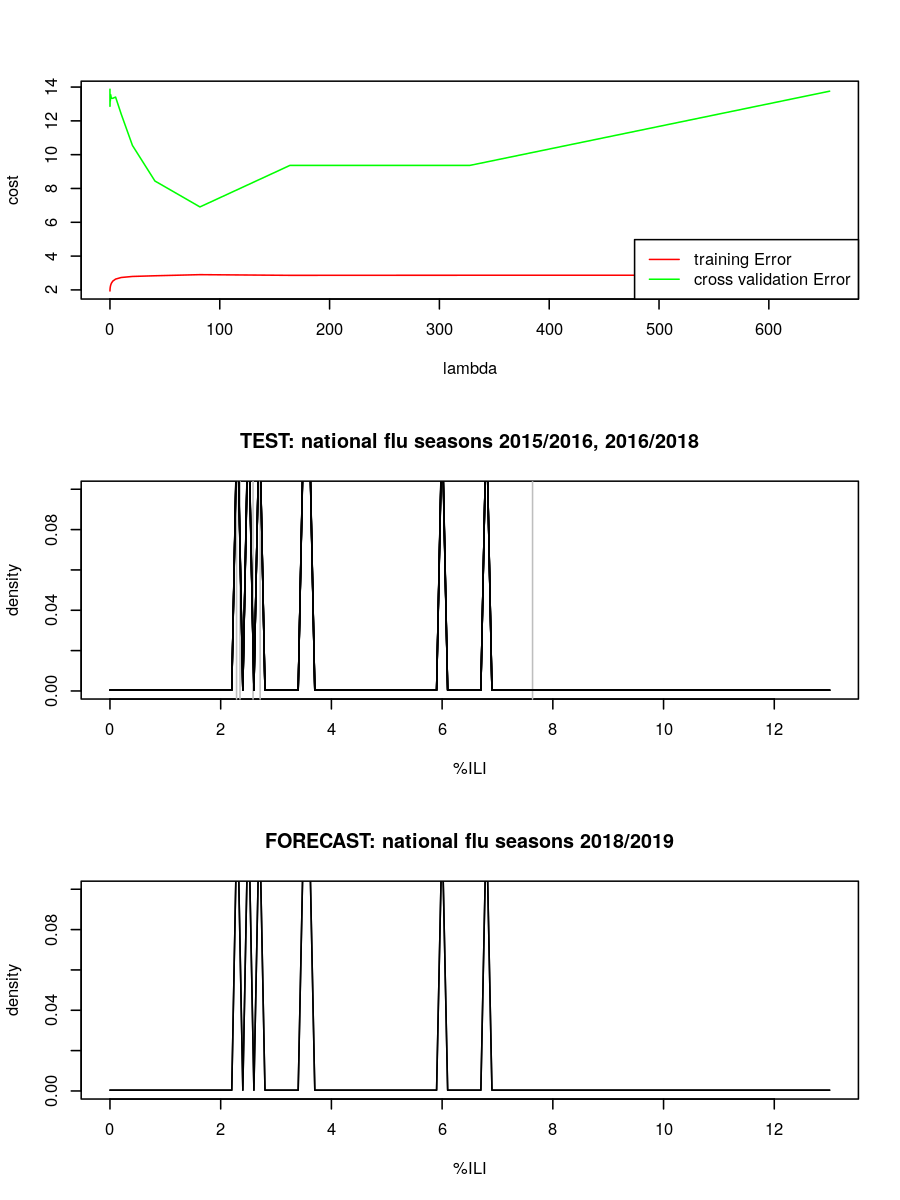 14
12
10
8
6
4
2
cost
training Error
cross validation Error
0 100 200 300 400 500 600
lambda
TEST: national flu seasons 2015/2016, 2016/2018
0.08
0.04
0.00
density
0 2 4 6 8 10 12
%ILI
FORECAST: national flu seasons 2018/2019
0.08
0.04
0.00
density
0 2 4 6 8 10 12
%ILI